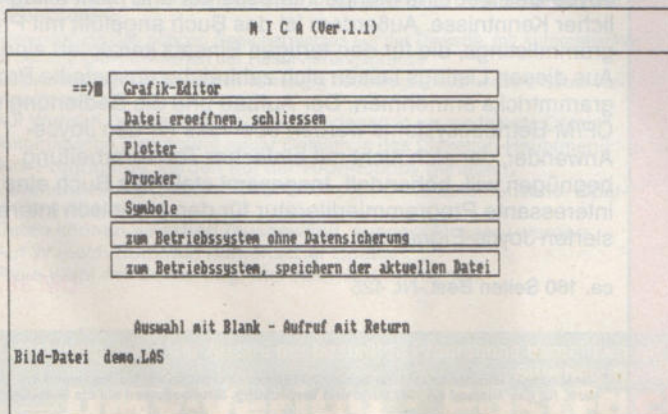 M I C A (Ver.1.1)
==> Grafik-Editor
Datei eroeffnen, schliessen
Plotter
Drucker
Symbole
zum Betriebssystem ohne Datensicherung
zum Betriebssystem, speichern der aktuellen Datei
Auswahl mit Blank - Aufruf mit Return
Bild-Datei demo.LAS